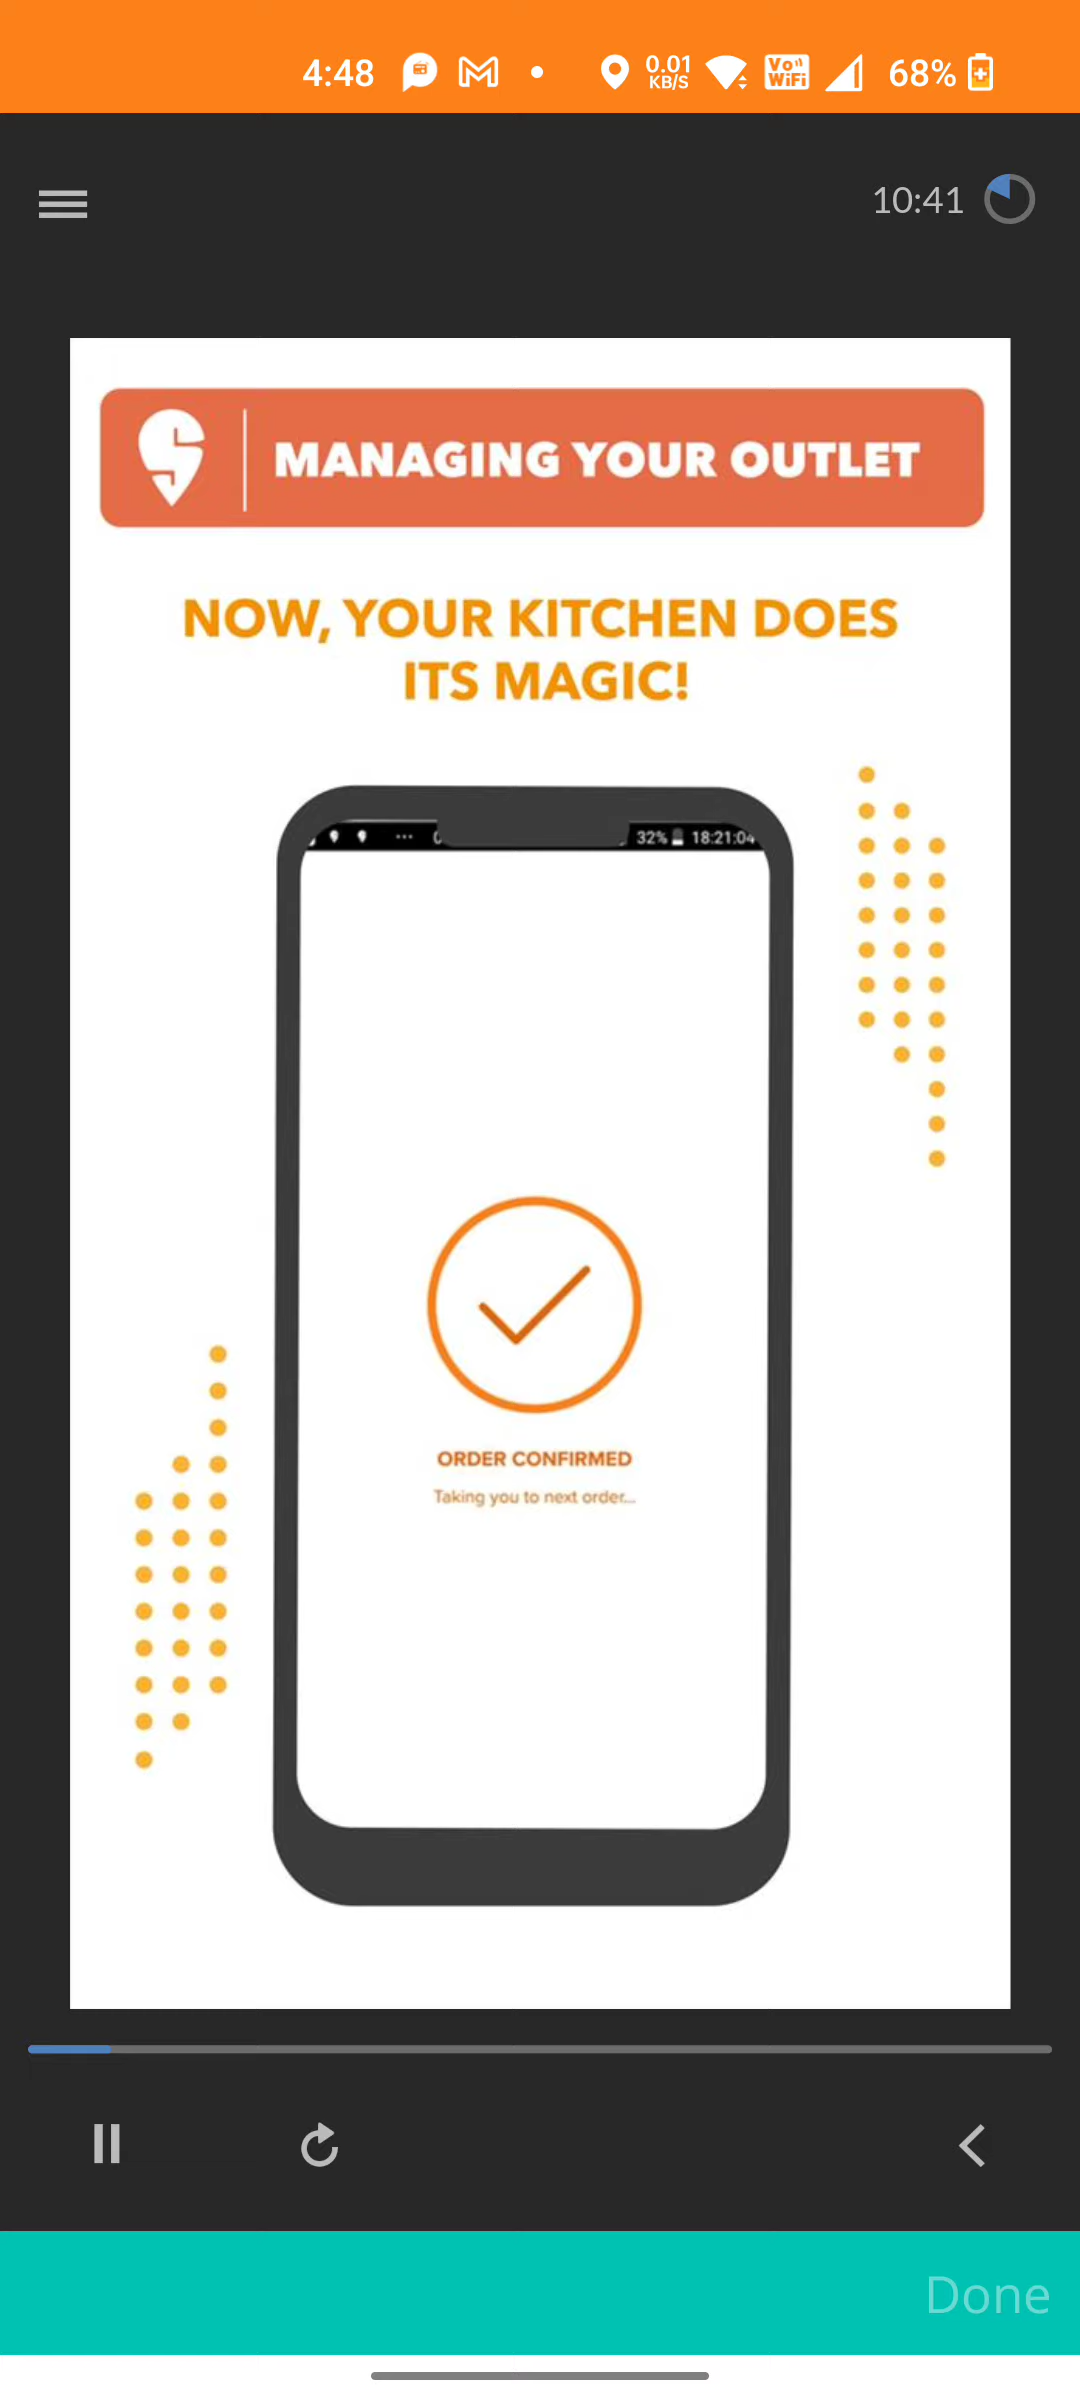 4:48
0.01
KB/S
Vo
WiFi
68%
10:41
MANAGING YOUR OUTLET
NOW, YOUR KITCHEN DOES
ITS MAGIC!
32% 18:21:04
ORDER CONFIRMED
Taking you to next order...
Done